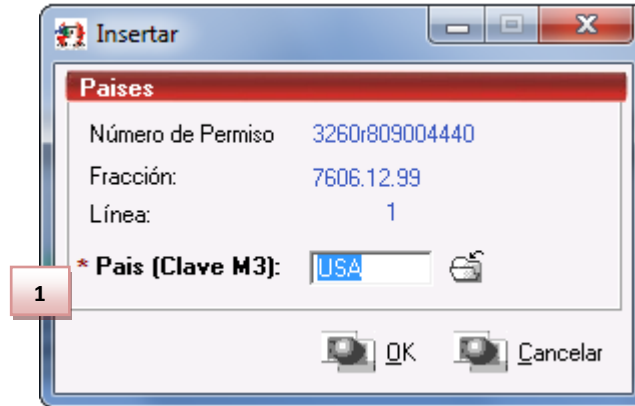 Insertar
Paises
Número de Permiso 3260r809004440
Fracción: 7606.12.99
Línea: 1
* Pais (Clave M3): USA
1
OK Cancelar